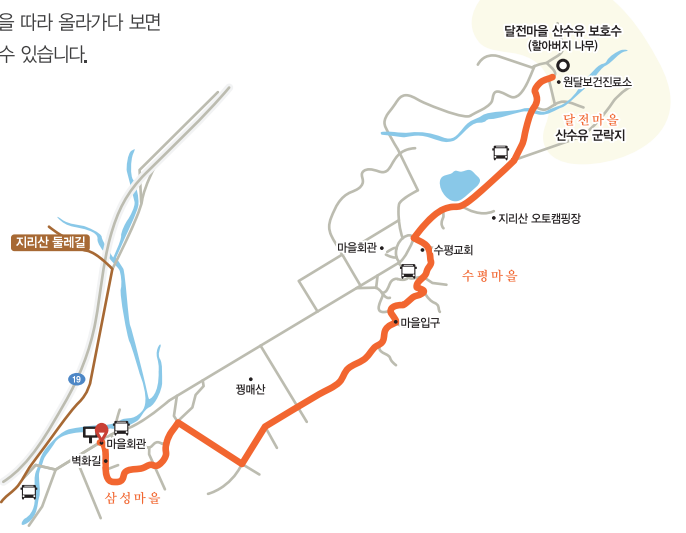 을 따라 올라가다 보면
수 있습니다.
달전마을 산수유 보호수
(할아버지 나무)
원달보건진료소
달전마을
산수유 군락지
지리산 오토캠핑장
지리산 둘레길
마을회관
수평교회
수평마을
마을입구
19
꿩매산
마을회관
벽화길
삼성마을